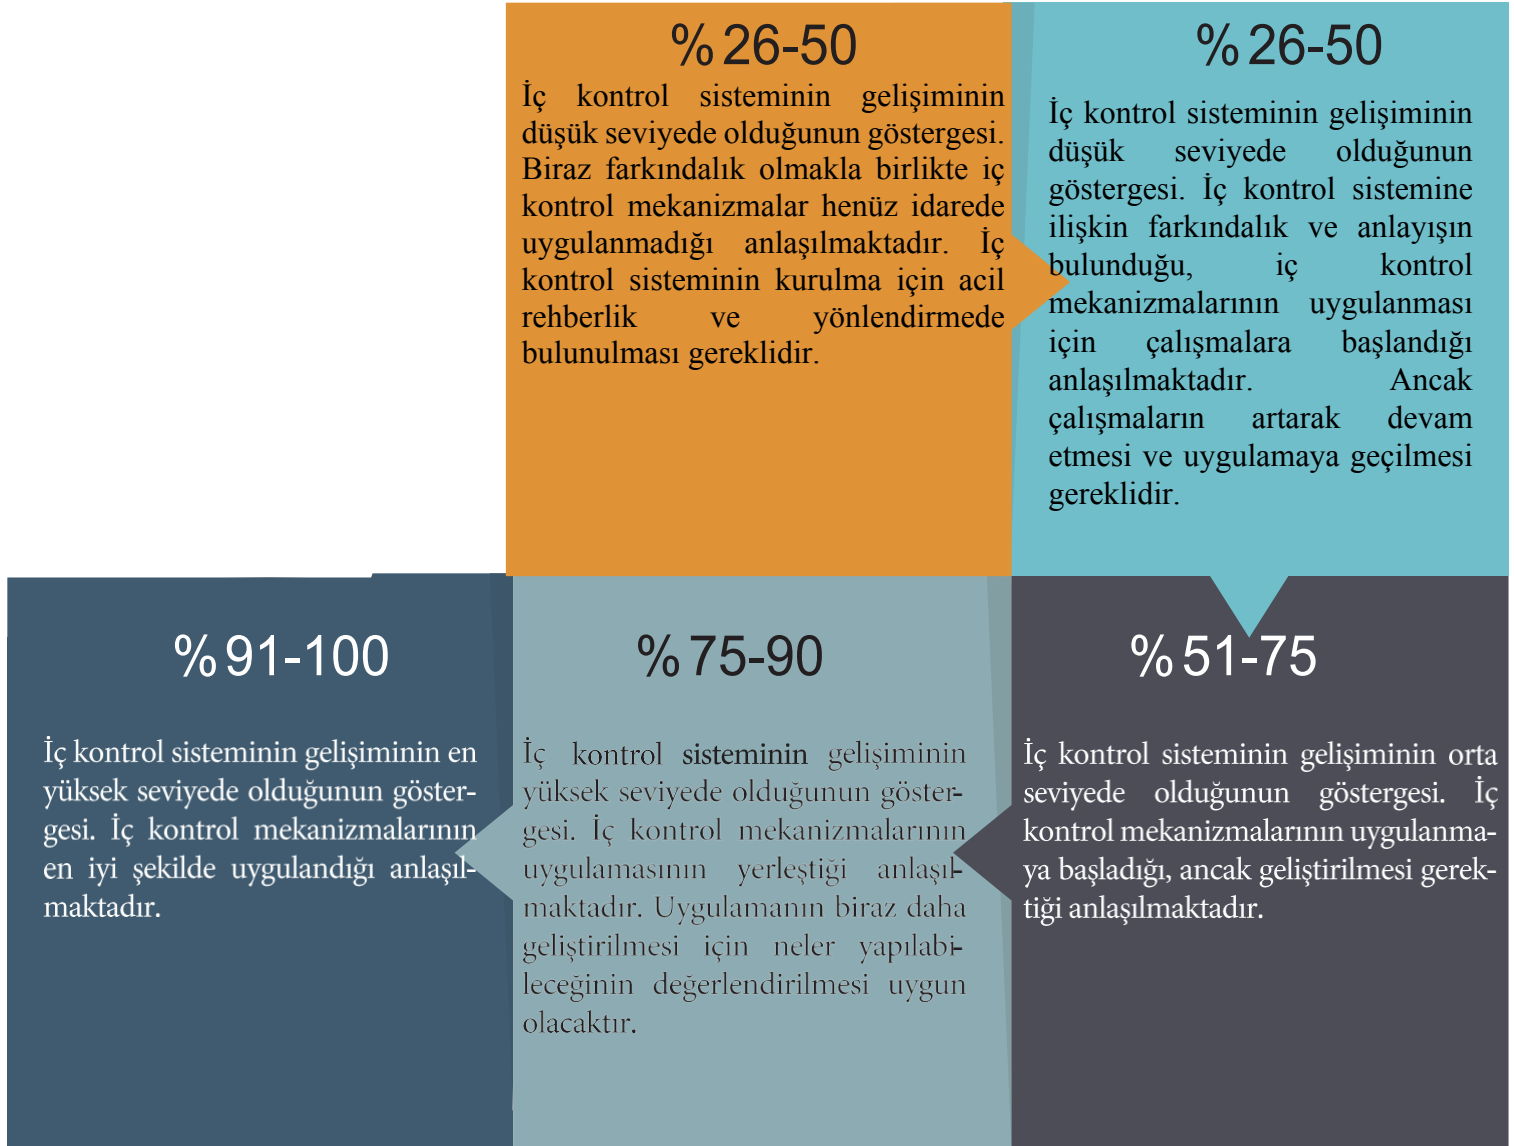 % 26-50
İç kontrol sisteminin gelişiminin
düşük seviyede olduğunun göstergesi.
Biraz farkındalık olmakla birlikte iç
kontrol mekanizmalar henüz idarede
uygulanmadığı anlaşılmaktadır. İç
kontrol sisteminin kurulma için acil
rehberlik ve yönlendirmede
bulunulması gereklidir.
% 26-50
İç kontrol sisteminin gelişiminin
düşük seviyede olduğunun
göstergesi. İç kontrol sistemine
ilişkin farkındalık ve anlayışın
bulunduğu, iç kontrol
mekanizmalarının uygulanması
için çalışmalara başlandığı
anlaşılmaktadır. Ancak
çalışmaların artarak devam
etmesi ve uygulamaya geçilmesi
gereklidir.
% 51-75
İç kontrol sisteminin gelişiminin orta
seviyede olduğunun göstergesi. İç
kontrol mekanizmalarının uygulanma-
ya başladığı, ancak geliştirilmesi gerek-
tiği anlaşılmaktadır.
% 75-90
İç kontrol sisteminin gelişiminin
yüksek seviyede olduğunun göster-
gesi. İç kontrol mekanizmalarının
uygulamasının yerleştiği anlaşıl-
maktadır. Uygulamanın biraz daha
geliştirilmesi için neler yapılabi-
leceğinin değerlendirilmesi uygun
olacaktır.
% 91-100
İç kontrol sisteminin gelişiminin en
yüksek seviyede olduğunun göster-
gesi. İç kontrol mekanizmalarının
en iyi şekilde uygulandığı anlaşıl-
maktadır.